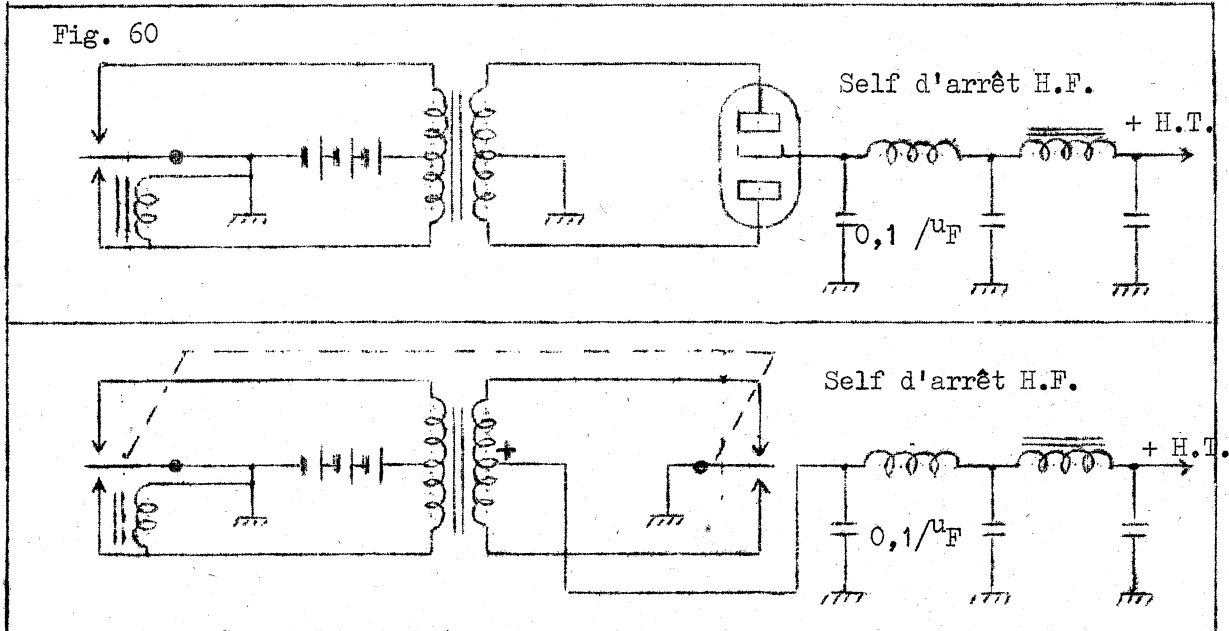 Fig. 60
Self d'arrêt H.F.
+ H.T.
0,1 /uF
Self d'arrêt H.F.
+
+ H.T.
0,1/uF